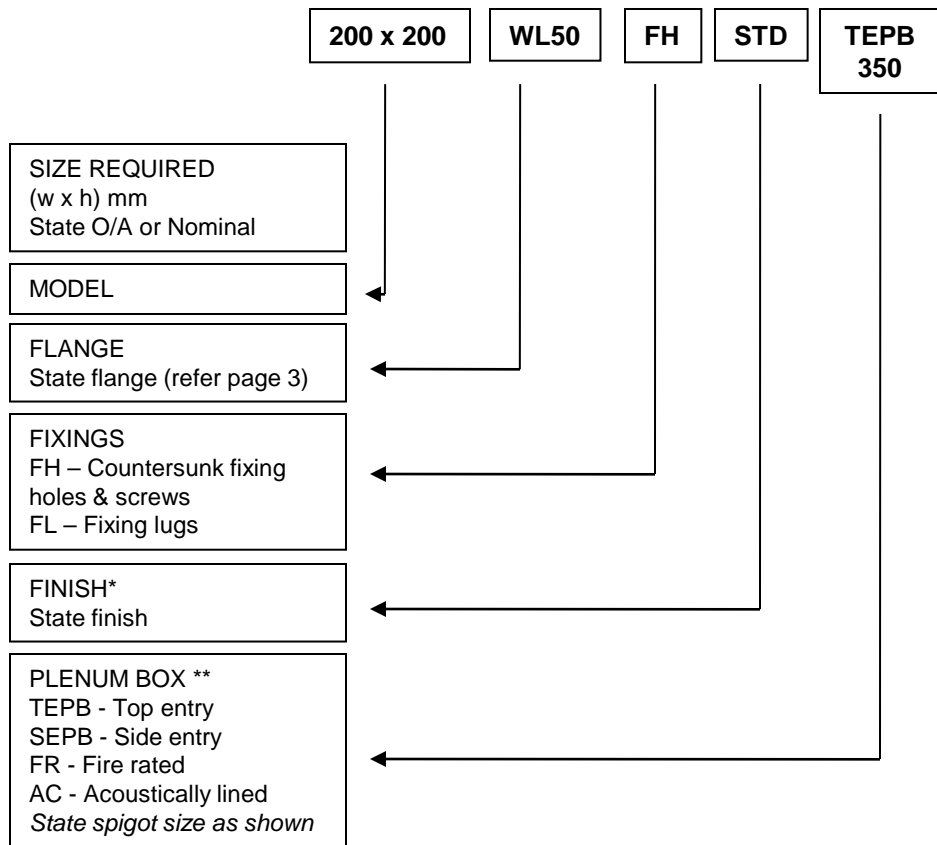 200 x 200
WL50
FH
STD
TEPB
350
SIZE REQUIRED
(w x h) mm
State O/A or Nominal
MODEL
FLANGE
State flange (refer page 3)
FIXINGS
FH – Countersunk fixing
holes & screws
FL – Fixing lugs
FINISH*
State finish
PLENUM BOX **
TEPB - Top entry
SEPB - Side entry
FR - Fire rated
AC - Acoustically lined
State spigot size as shown